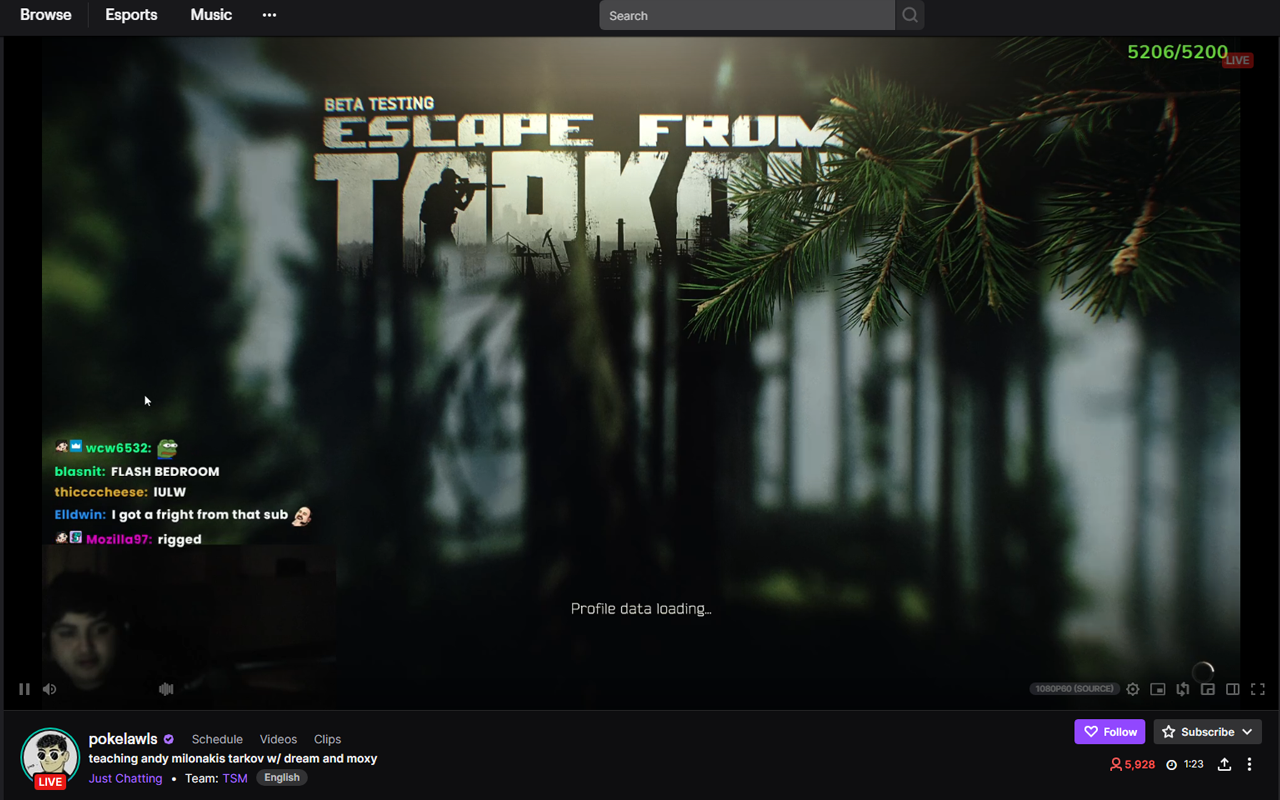 Browse
Esports
Music
Search
5206/5200
LIVE
BETA TESTING
ESCAPE FROM
TARKOV
wcw6532:
blasnit: FLASH BEDROOM
thiccccheese: lULW
Elldwin: I got a fright from that sub
Mozilla97: rigged
Profile data loading...
1080P60 (SOURCE)
pokelawls
Schedule
Videos
Clips
Follow
Subscribe
teaching andy milonakis tarkov w/ dream and moxy
LIVE
Just Chatting • Team: TSM
English
5,928
1:23